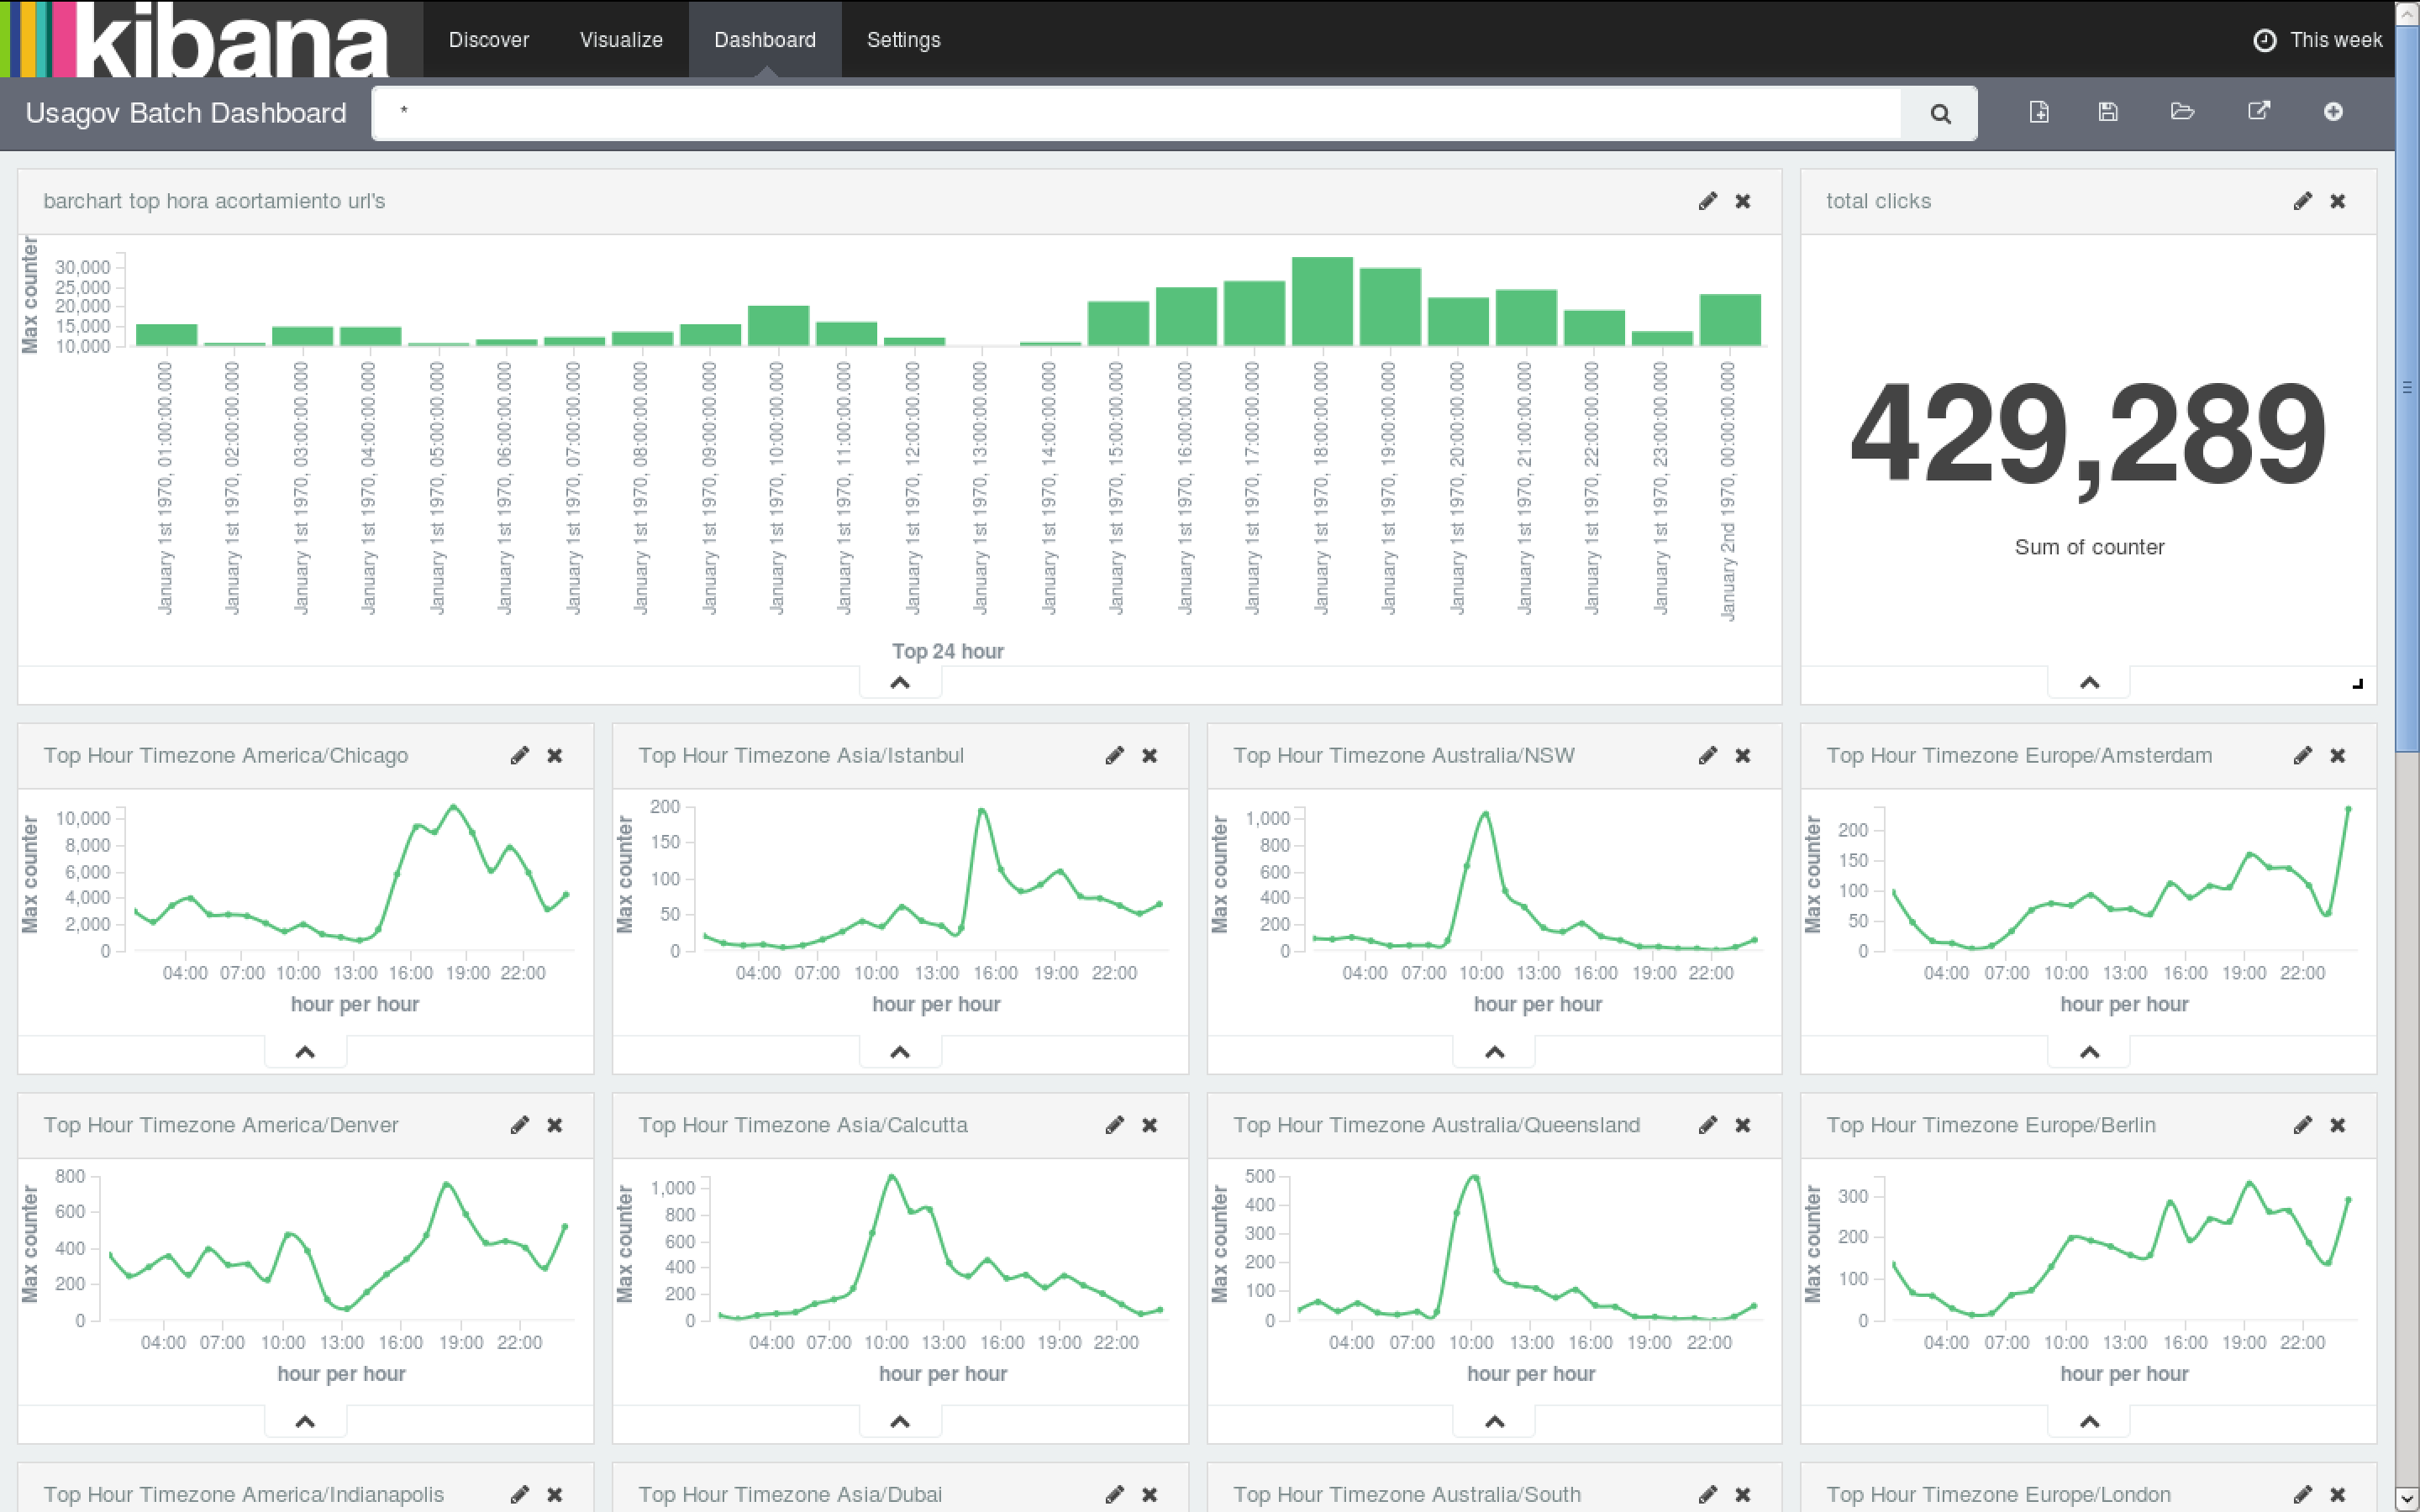 kibana
Discover Visualize Dashboard Settings
This week
Usagov Batch Dashboard
*
barchart top hora acortamiento url's
Max counter
30,000
25,000
20,000
15,000
10,000
January 1st 1970, 01:00:00.000
January 1st 1970, 02:00:00.000
January 1st 1970, 03:00:00.000
January 1st 1970, 04:00:00.000
January 1st 1970, 05:00:00.000
January 1st 1970, 06:00:00.000
January 1st 1970, 07:00:00.000
January 1st 1970, 08:00:00.000
January 1st 1970, 09:00:00.000
January 1st 1970, 10:00:00.000
January 1st 1970, 11:00:00.000
January 1st 1970, 12:00:00.000
January 1st 1970, 13:00:00.000
January 1st 1970, 14:00:00.000
January 1st 1970, 15:00:00.000
January 1st 1970, 16:00:00.000
January 1st 1970, 17:00:00.000
January 1st 1970, 18:00:00.000
January 1st 1970, 19:00:00.000
January 1st 1970, 20:00:00.000
January 1st 1970, 21:00:00.000
January 1st 1970, 22:00:00.000
January 1st 1970, 23:00:00.000
January 2nd 1970, 00:00:00.000
Top 24 hour
total clicks
429,289
Sum of counter
Top Hour Timezone America/Chicago
Max counter
10,000
8,000
6,000
4,000
2,000
0
04:00 07:00 10:00 13:00 16:00 19:00 22:00
hour per hour
Top Hour Timezone Asia/Istanbul
Max counter
200
150
100
50
0
04:00 07:00 10:00 13:00 16:00 19:00 22:00
hour per hour
Top Hour Timezone Australia/NSW
Max counter
1,000
800
600
400
200
0
04:00 07:00 10:00 13:00 16:00 19:00 22:00
hour per hour
Top Hour Timezone Europe/Amsterdam
Max counter
200
150
100
50
0
04:00 07:00 10:00 13:00 16:00 19:00 22:00
hour per hour
Top Hour Timezone America/Denver
Max counter
800
600
400
200
0
04:00 07:00 10:00 13:00 16:00 19:00 22:00
hour per hour
Top Hour Timezone Asia/Calcutta
Max counter
1,000
800
600
400
200
0
04:00 07:00 10:00 13:00 16:00 19:00 22:00
hour per hour
Top Hour Timezone Australia/Queensland
Max counter
500
400
300
200
100
0
04:00 07:00 10:00 13:00 16:00 19:00 22:00
hour per hour
Top Hour Timezone Europe/Berlin
Max counter
300
200
100
0
04:00 07:00 10:00 13:00 16:00 19:00 22:00
hour per hour
Top Hour Timezone America/Indianapolis
Top Hour Timezone Asia/Dubai
Top Hour Timezone Australia/South
Top Hour Timezone Europe/London